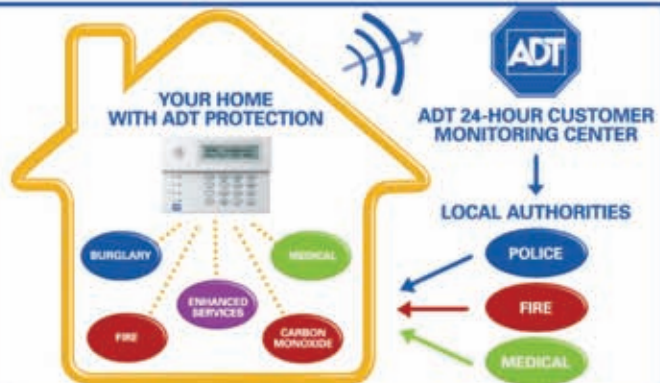 YOUR HOME
WITH ADT PROTECTION
BURGLARY
MEDICAL
ENHANCED
SERVICES
FIRE
CARBON
MONOXIDE
ADT
ADT 24-HOUR CUSTOMER
MONITORING CENTER
LOCAL AUTHORITIES
POLICE
FIRE
MEDICAL